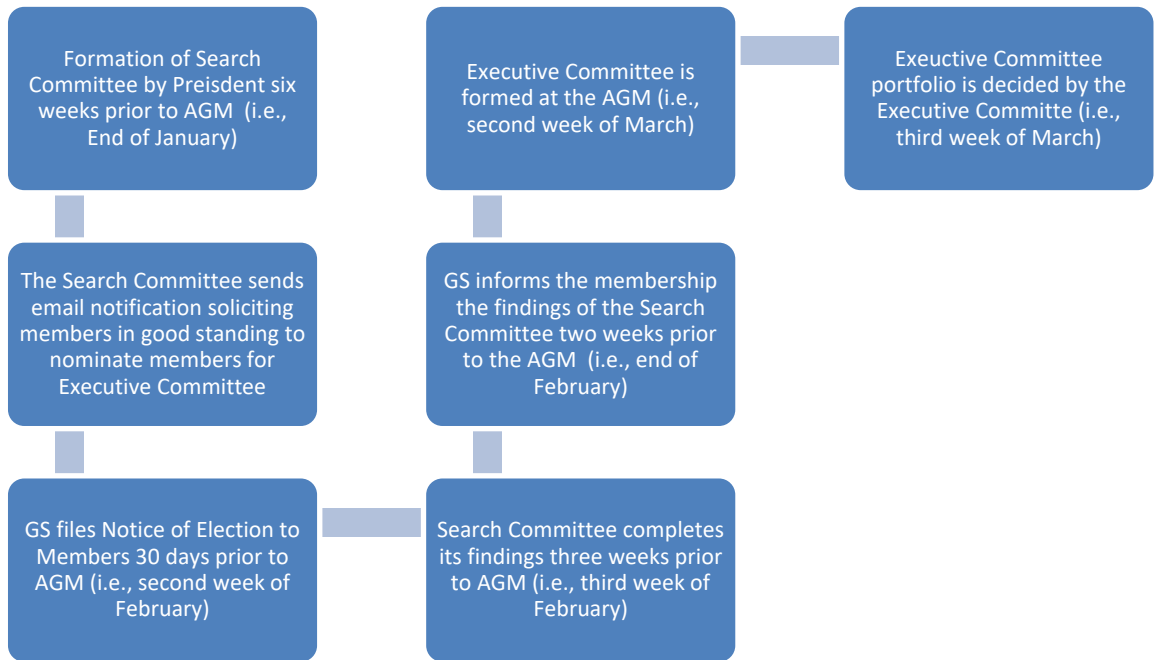 Formation of Search
Committee by Preisdent six
weeks prior to AGM (i.e.,
End of January)
The Search Committee sends
email notification soliciting
members in good standing to
nominate members for
Executive Committee
GS files Notice of Election to
Members 30 days prior to
AGM (i.e., second week of
February)
Search Committee completes
its findings three weeks prior
to AGM (i.e., third week of
February)
GS informs the membership
the findings of the Search
Committee two weeks prior
to the AGM (i.e., end of
February)
Executive Committee is
formed at the AGM (i.e.,
second week of March)
Exeuctive Committee
portfolio is decided by the
Executive Committe (i.e.,
third week of March)